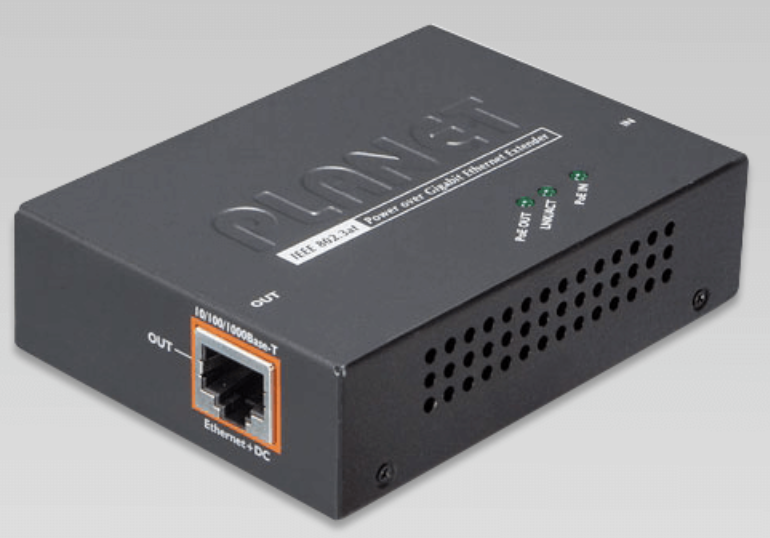 PLANET
IEEE 802.3at Power over Gigabit Ethernet Extender
IN
PoE OUT
LNK/ACT
PoE IN
OUT
10/100/1000Base-T
OUT
Ethernet+DC